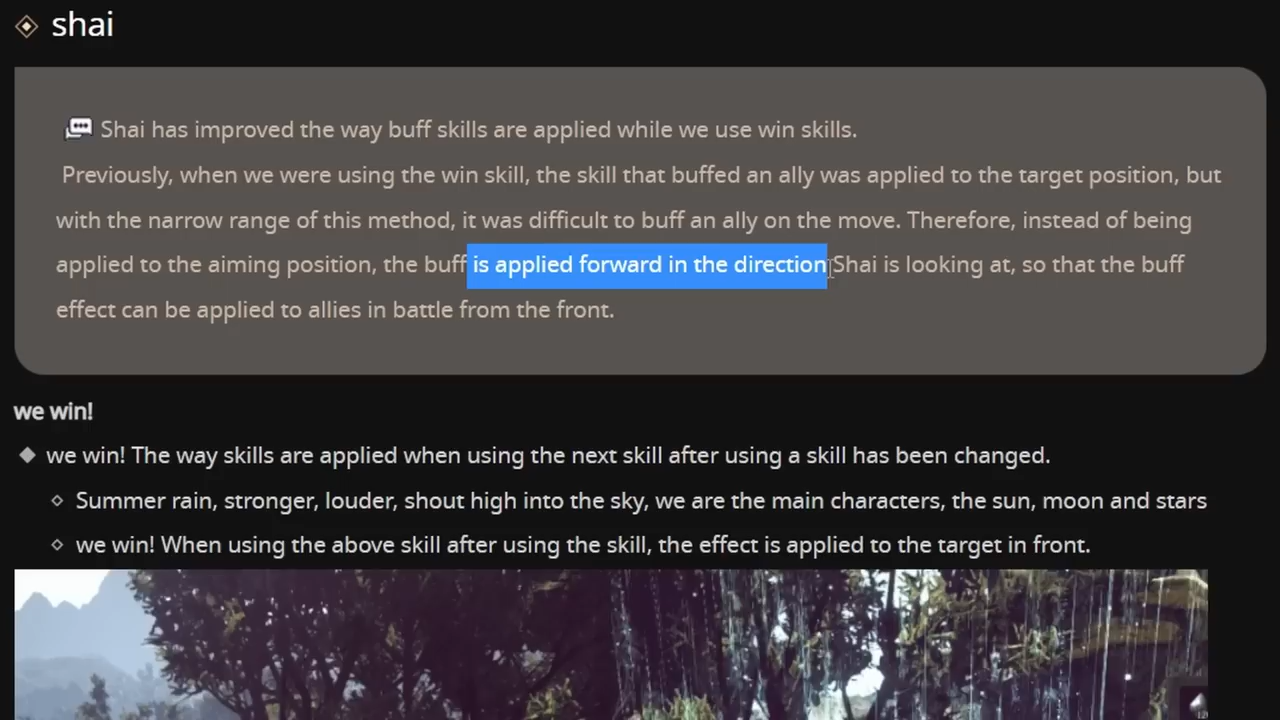 shai
Shai has improved the way buff skills are applied while we use win skills.
Previously, when we were using the win skill, the skill that buffed an ally was applied to the target position, but
with the narrow range of this method, it was difficult to buff an ally on the move. Therefore, instead of being
applied to the aiming position, the buff is applied forward in the direction Shai is looking at, so that the buff
effect can be applied to allies in battle from the front.
we win!
we win! The way skills are applied when using the next skill after using a skill has been changed.
Summer rain, stronger, louder, shout high into the sky, we are the main characters, the sun, moon and stars
we win! When using the above skill after using the skill, the effect is applied to the target in front.